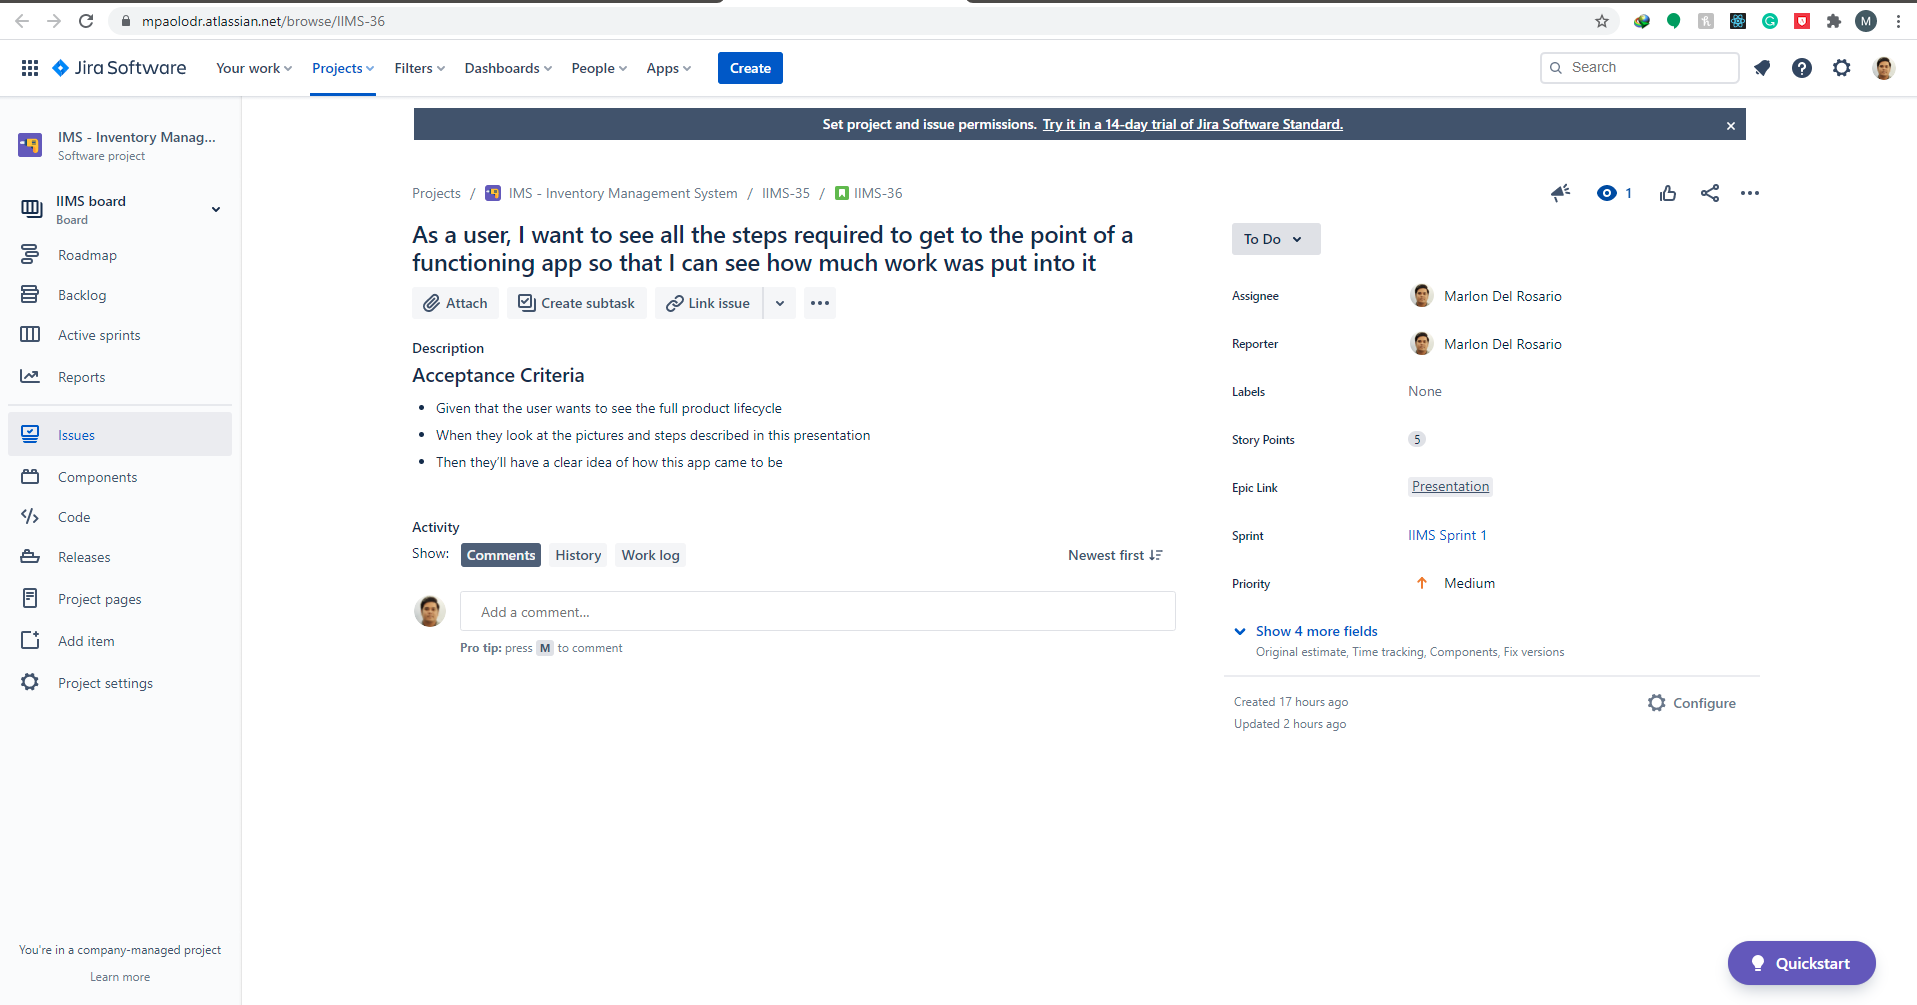 mpaolodr.atlassian.net/browse/IIMS-36
M
Jira Software
Your work
Projects
Filters
Dashboards
People
Apps
Create
Search
IMS - Inventory Manag...
Software project
IIMS board
Board
Roadmap
Backlog
Active sprints
Reports
Issues
Components
Code
Releases
Project pages
Add item
Project settings
You're in a company-managed project
Learn more
Set project and issue permissions. Try it in a 14-day trial of Jira Software Standard.
Projects / IMS - Inventory Management System / IIMS-35 / IIMS-36
1
As a user, I want to see all the steps required to get to the point of a
functioning app so that I can see how much work was put into it
Attach
Create subtask
Link issue
Description
Acceptance Criteria
Given that the user wants to see the full product lifecycle
When they look at the pictures and steps described in this presentation
Then they'll have a clear idea of how this app came to be
Activity
Show:
Comments
History
Work log
Newest first
Add a comment...
Pro tip: press M to comment
To Do
Assignee
Marlon Del Rosario
Reporter
Marlon Del Rosario
Labels
None
Story Points
5
Epic Link
Presentation
Sprint
IIMS Sprint 1
Priority
Medium
Show 4 more fields
Original estimate, Time tracking, Components, Fix versions
Created 17 hours ago
Updated 2 hours ago
Configure
Quickstart